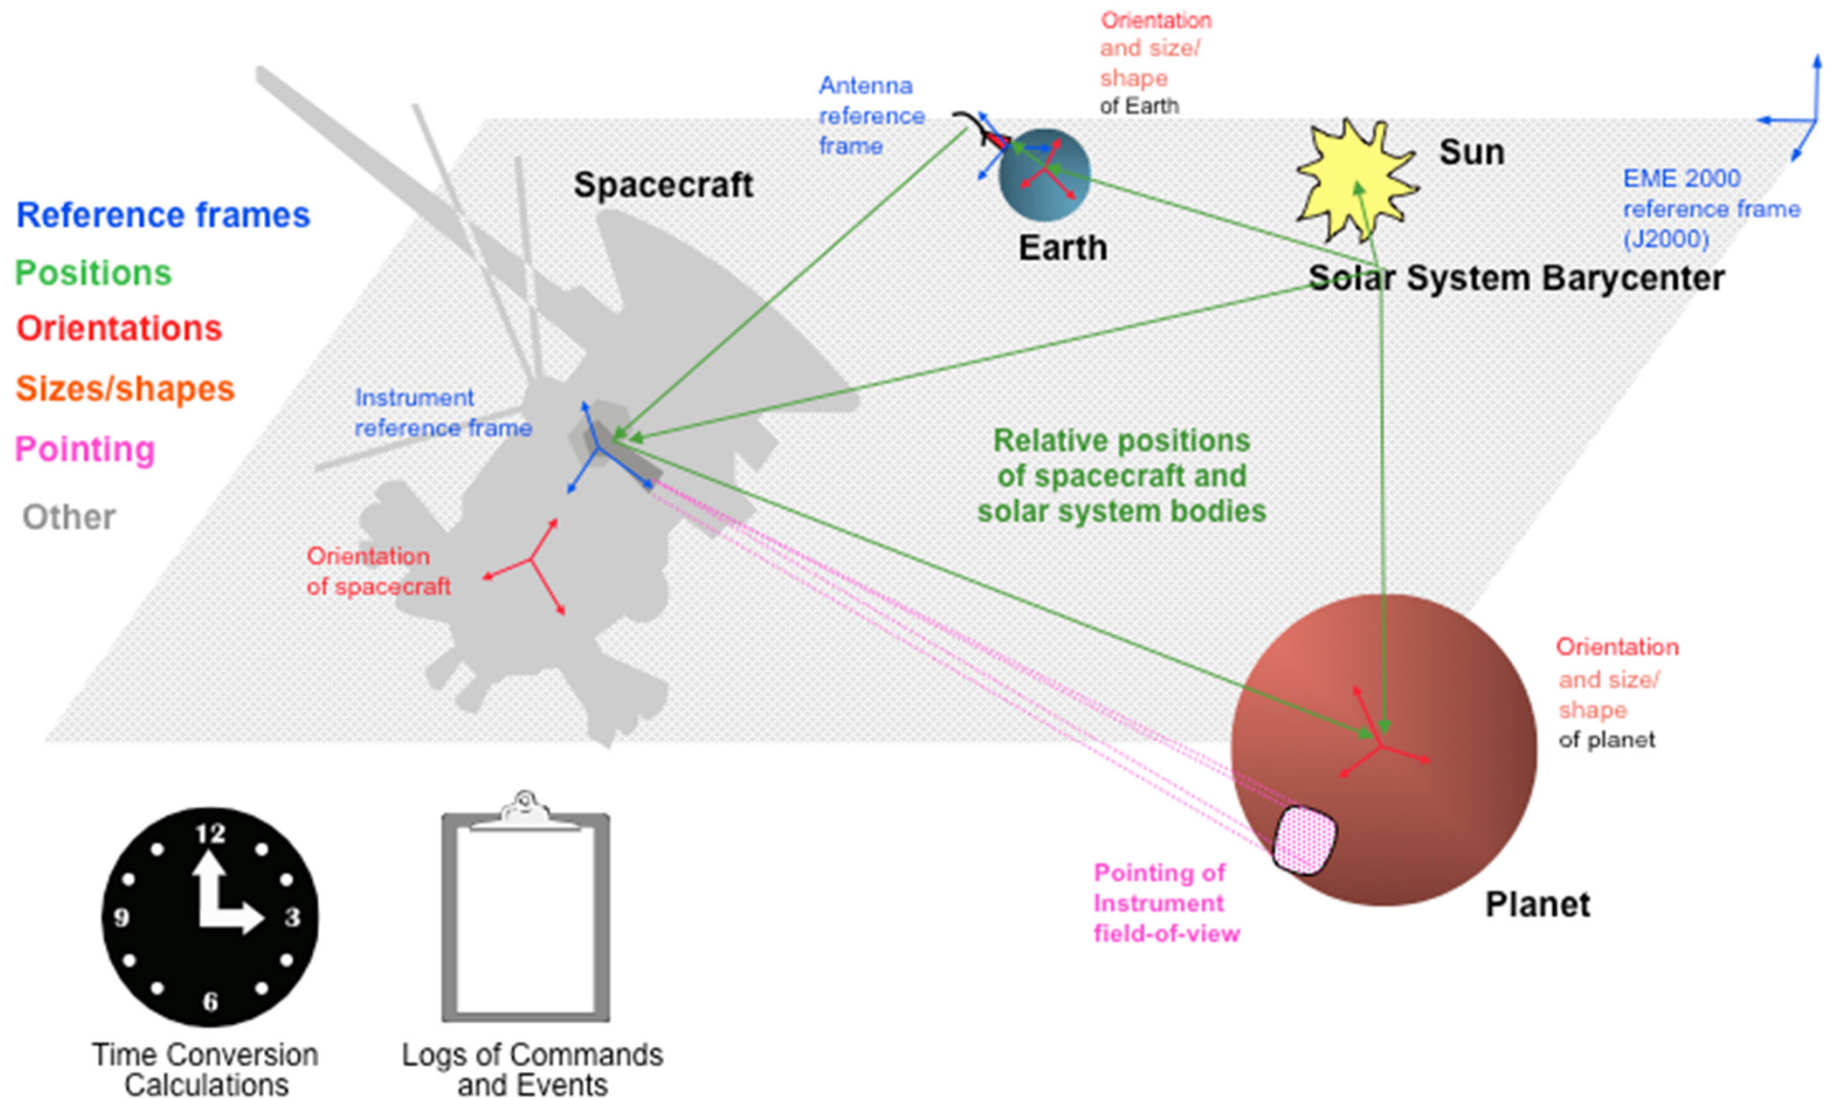 Orientation
and size/
shape
of Earth
Antenna
reference
frame
Sun
Spacecraft
EME 2000
reference frame
(J2000)
Reference frames
Earth
Positions
Solar System Barycenter
Orientations
Sizes/shapes
Instrument
reference frame
Pointing
Relative positions
of spacecraft and
solar system bodies
Other
Orientation
of spacecraft
Orientation
and size/
shape
of planet
12
9
3
6
Pointing of
Instrument
field-of-view
Planet
Time Conversion
Calculations
Logs of Commands
and Events